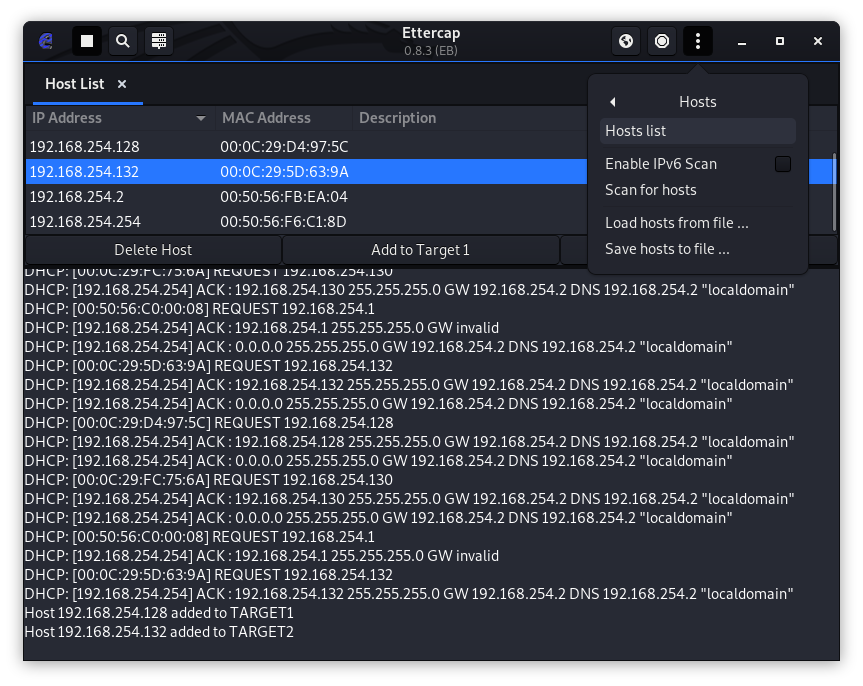 Ettercap
0.8.3 (EB)
Host List
IP Address MAC Address Description
192.168.254.128 00:0C:29:D4:97:5C
192.168.254.132 00:0C:29:5D:63:9A
192.168.254.2 00:50:56:FB:EA:04
192.168.254.254 00:50:56:F6:C1:8D
Delete Host Add to Target 1
Hosts
Hosts list
Enable IPv6 Scan
Scan for hosts
Load hosts from file ...
Save hosts to file ...
DHCP: [00:0C:29:FC:75:6A] REQUEST 192.168.254.130
DHCP: [192.168.254.254] ACK : 192.168.254.130 255.255.255.0 GW 192.168.254.2 DNS 192.168.254.2 "localdomain"
DHCP: [00:50:56:C0:00:08] REQUEST 192.168.254.1
DHCP: [192.168.254.254] ACK : 192.168.254.1 255.255.255.0 GW invalid
DHCP: [192.168.254.254] ACK : 0.0.0.0 255.255.255.0 GW 192.168.254.2 DNS 192.168.254.2 "localdomain"
DHCP: [00:0C:29:5D:63:9A] REQUEST 192.168.254.132
DHCP: [192.168.254.254] ACK : 192.168.254.132 255.255.255.0 GW 192.168.254.2 DNS 192.168.254.2 "localdomain"
DHCP: [192.168.254.254] ACK : 0.0.0.0 255.255.255.0 GW 192.168.254.2 DNS 192.168.254.2 "localdomain"
DHCP: [00:0C:29:D4:97:5C] REQUEST 192.168.254.128
DHCP: [192.168.254.254] ACK : 192.168.254.128 255.255.255.0 GW 192.168.254.2 DNS 192.168.254.2 "localdomain"
DHCP: [192.168.254.254] ACK : 0.0.0.0 255.255.255.0 GW 192.168.254.2 DNS 192.168.254.2 "localdomain"
DHCP: [00:0C:29:FC:75:6A] REQUEST 192.168.254.130
DHCP: [192.168.254.254] ACK : 192.168.254.130 255.255.255.0 GW 192.168.254.2 DNS 192.168.254.2 "localdomain"
DHCP: [192.168.254.254] ACK : 0.0.0.0 255.255.255.0 GW 192.168.254.2 DNS 192.168.254.2 "localdomain"
DHCP: [00:50:56:C0:00:08] REQUEST 192.168.254.1
DHCP: [192.168.254.254] ACK : 192.168.254.1 255.255.255.0 GW invalid
DHCP: [00:0C:29:5D:63:9A] REQUEST 192.168.254.132
DHCP: [192.168.254.254] ACK : 192.168.254.132 255.255.255.0 GW 192.168.254.2 DNS 192.168.254.2 "localdomain"
Host 192.168.254.128 added to TARGET1
Host 192.168.254.132 added to TARGET2